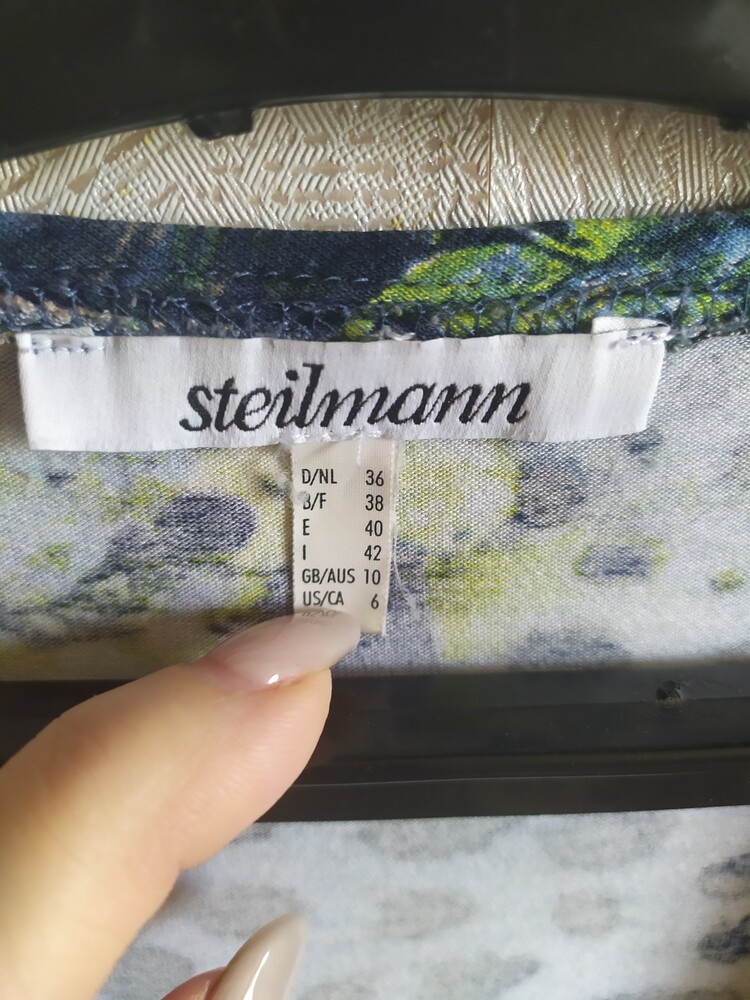 steilmann
D/NL 36
B/F 38
E 40
I 42
GB/AUS 10
US/CA 6